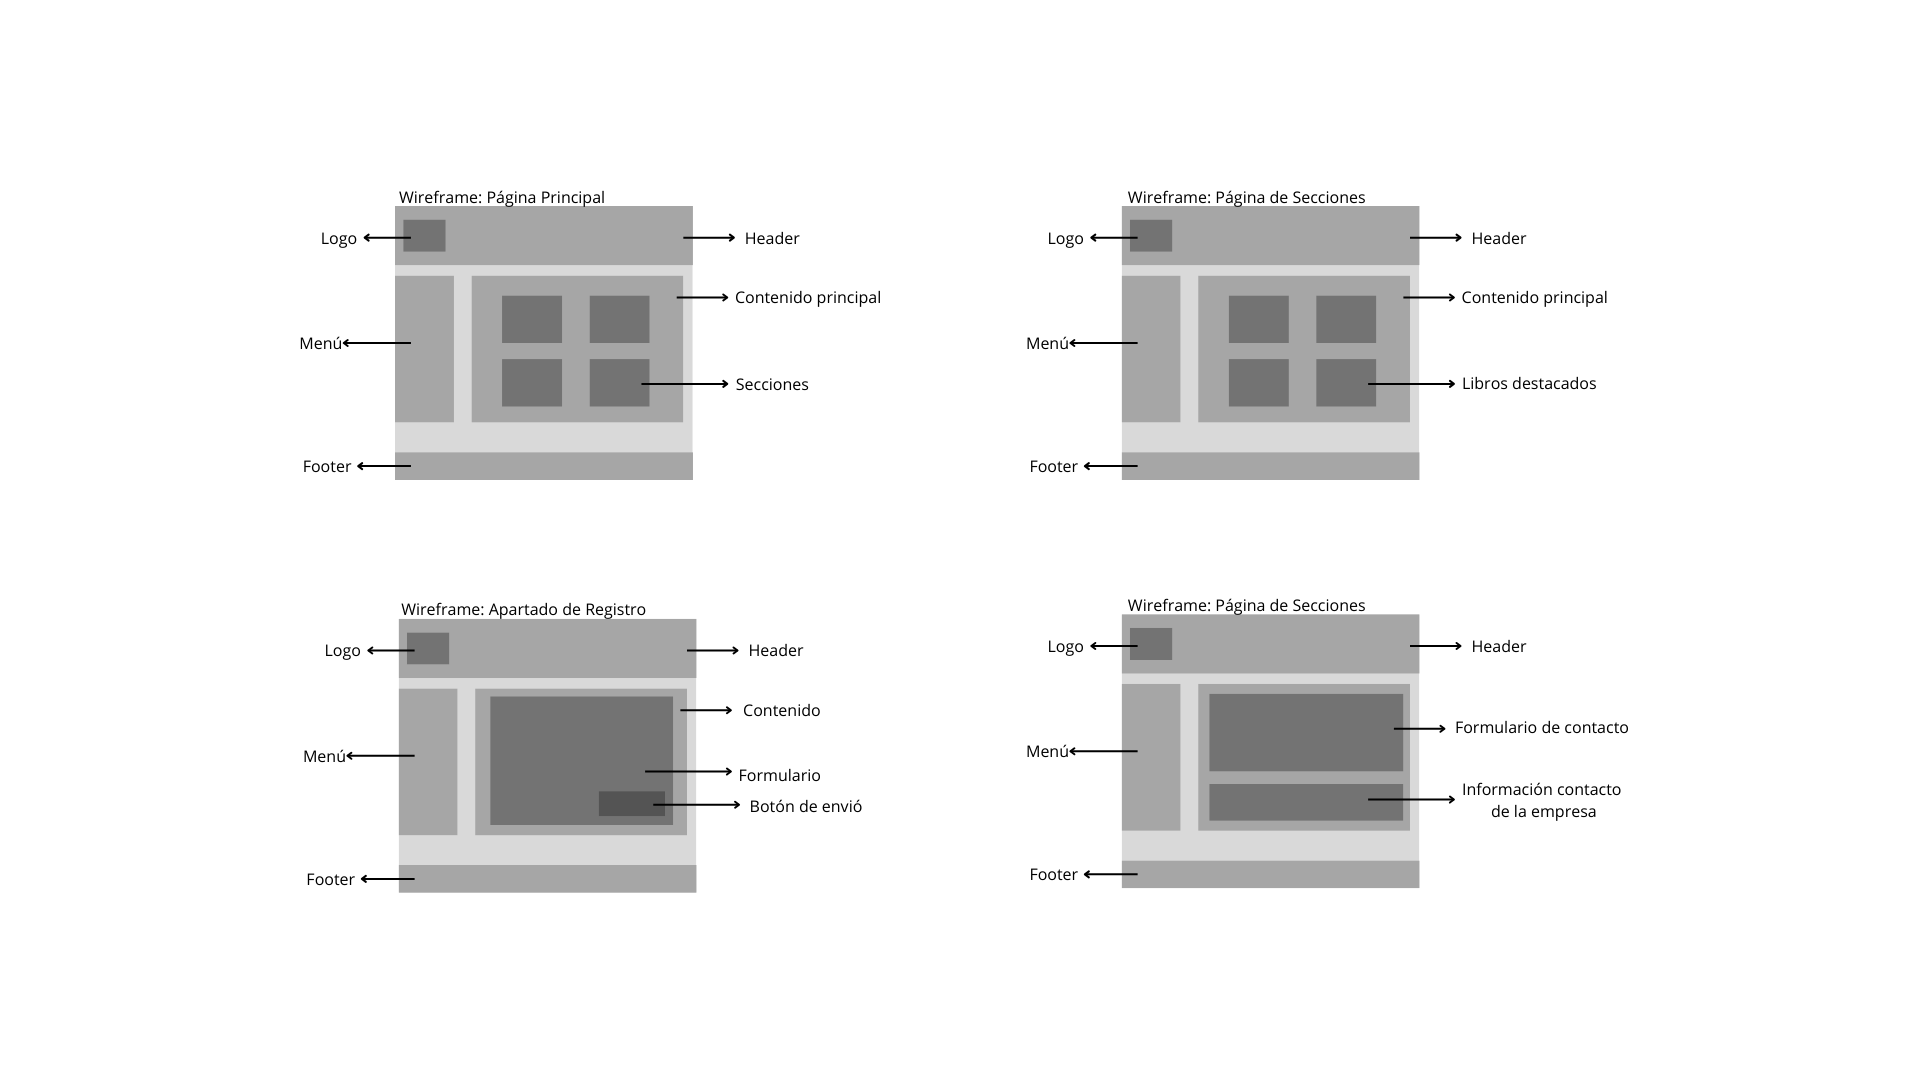 Wireframe: Página Principal
Logo
Header
Contenido principal
Menú
Secciones
Footer
Wireframe: Página de Secciones
Logo
Header
Contenido principal
Menú
Libros destacados
Footer
Wireframe: Apartado de Registro
Logo
Header
Contenido
Menú
Formulario
Botón de envió
Footer
Wireframe: Página de Secciones
Logo
Header
Formulario de contacto
Menú
Información contacto
de la empresa
Footer